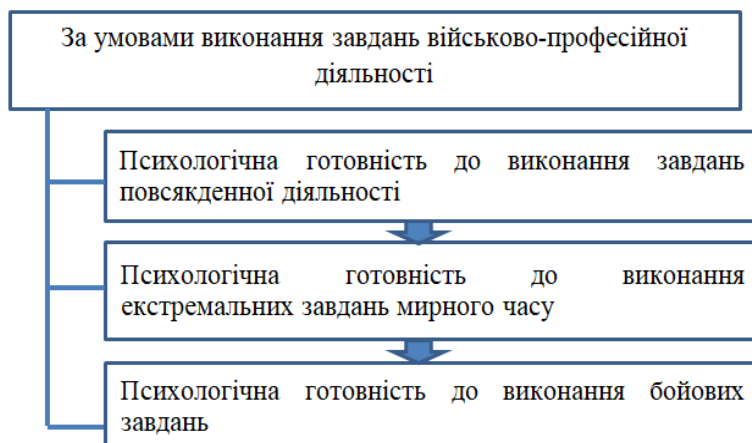 За умовами виконання завдань військово-професійної
діяльності
Психологічна готовність до виконання завдань
повсякденної діяльності
Психологічна готовність до виконання
екстремальних завдань мирного часу
Психологічна готовність до виконання бойових
завдань